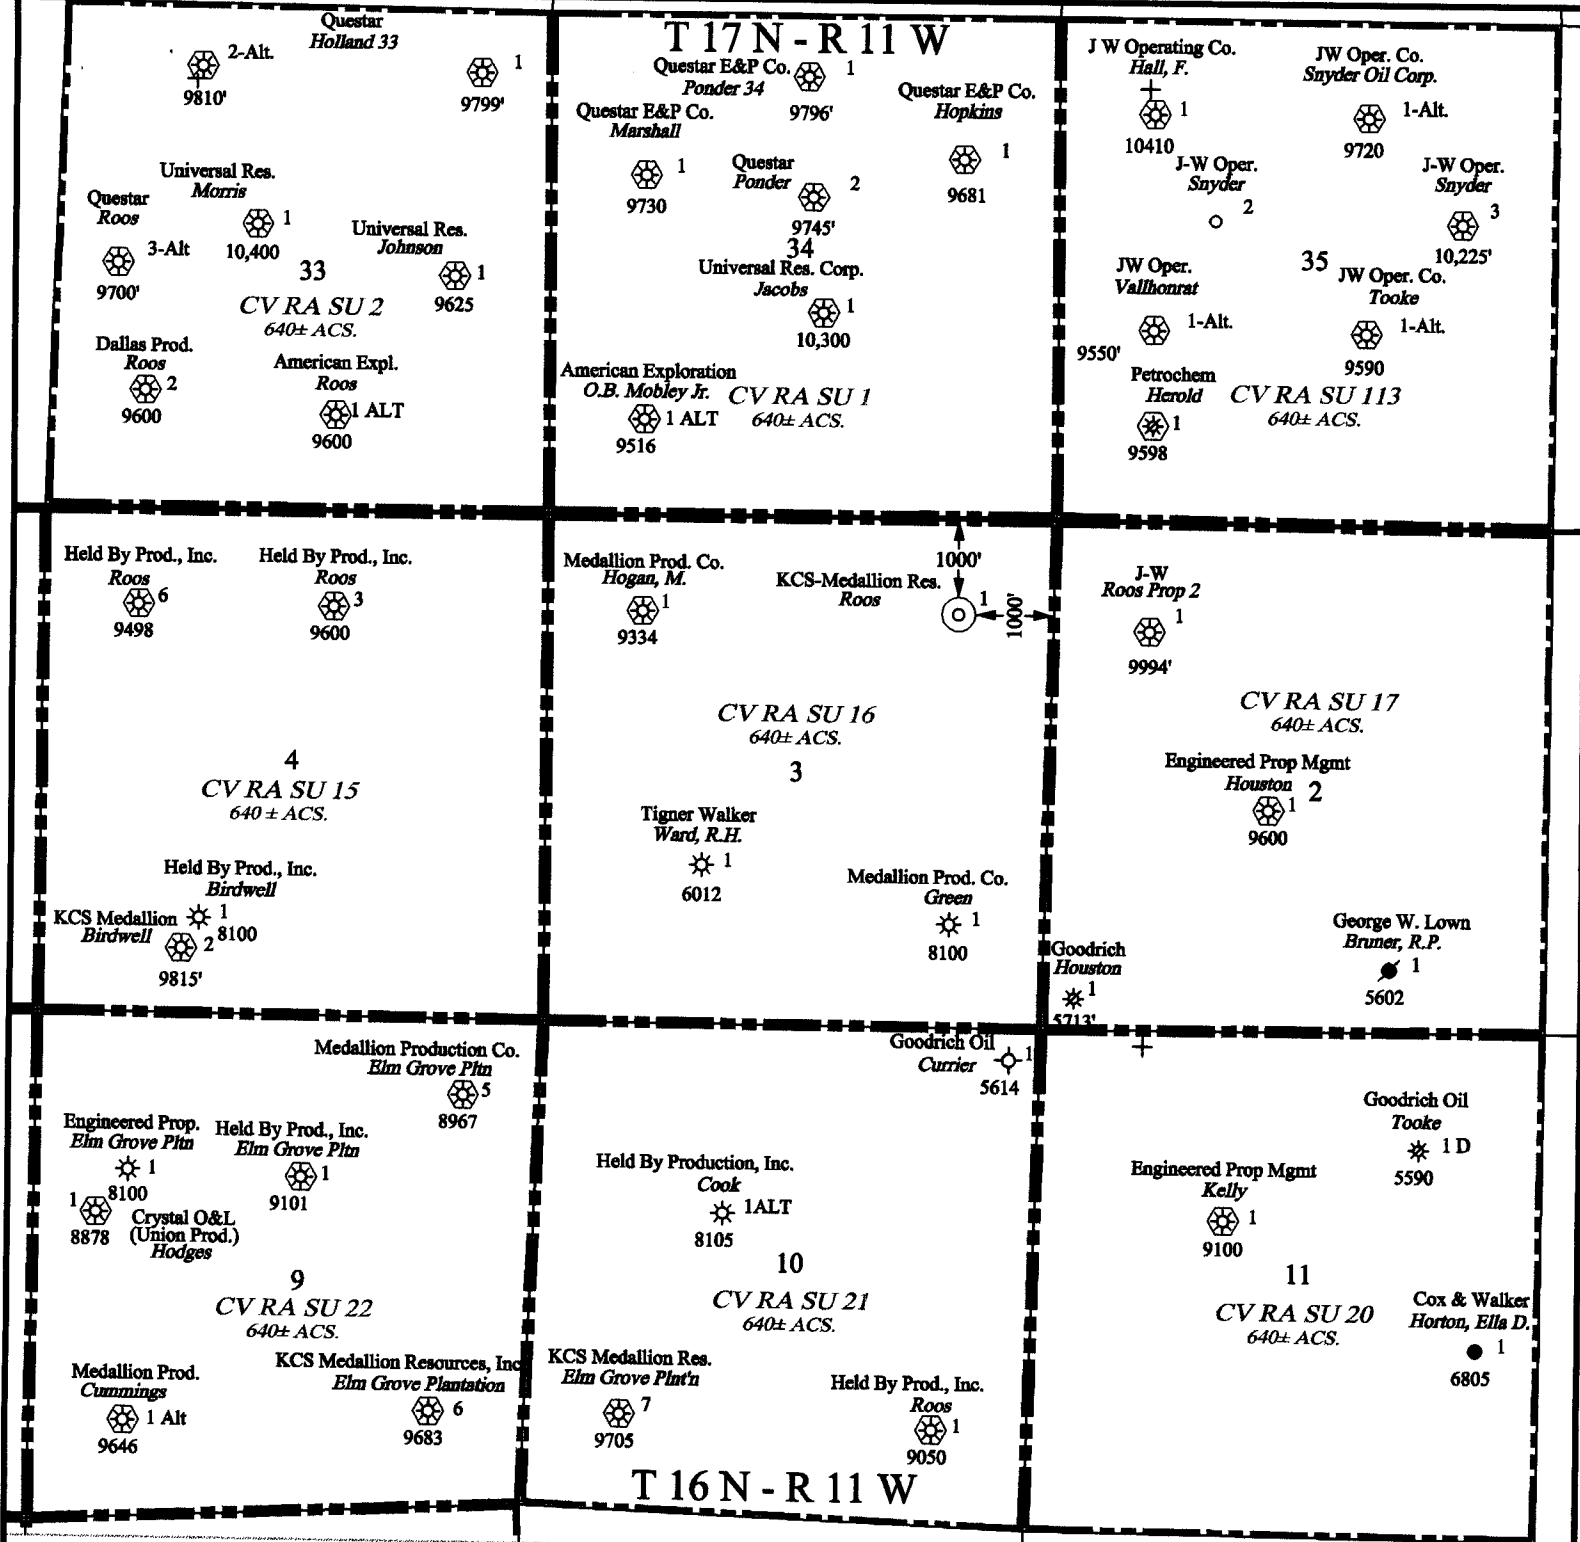 T 17 N - R 11 W
Questar
Holland 33
2-Alt.
9810'
1
9799'
Universal Res.
Morris
1
10,400
Questar
Roos
3-Alt
9700'
Universal Res.
Johnson
1
9625
33
CV RA SU 2
640± ACS.
Dallas Prod.
Roos
2
9600
American Expl.
Roos
1 ALT
9600
Questar E&P Co.
Ponder 34
1
9796'
Questar E&P Co.
Marshall
1
9730
Questar E&P Co.
Hopkins
1
9681
Questar
Ponder
2
9745'
34
Universal Res. Corp.
Jacobs
1
10,300
American Exploration
O.B. Mobley Jr.
1 ALT
9516
CV RA SU 1
640± ACS.
J W Operating Co.
Hall, F.
1
10410
JW Oper. Co.
Snyder Oil Corp.
1-Alt.
9720
J-W Oper.
Snyder
2
J-W Oper.
Snyder
3
10,225'
35
JW Oper.
Vallhonrat
1-Alt.
9550'
JW Oper. Co.
Tooke
1-Alt.
9590
Petrochem
Herold
1
9598
CV RA SU 113
640± ACS.
Held By Prod., Inc.
Roos
6
9498
Held By Prod., Inc.
Roos
3
9600
4
CV RA SU 15
640 ± ACS.
Held By Prod., Inc.
Birdwell
1
8100
KCS Medallion
Birdwell
2
9815'
Medallion Prod. Co.
Hogan, M.
1
9334
KCS-Medallion Res.
Roos
1
1000'
1000'
CV RA SU 16
640± ACS.
3
Tigner Walker
Ward, R.H.
1
6012
Medallion Prod. Co.
Green
1
8100
J-W
Roos Prop 2
1
9994'
CV RA SU 17
640± ACS.
Engineered Prop Mgmt
Houston
1
9600
2
George W. Lown
Bruner, R.P.
1
5602
Goodrich
Houston
1
5713'
Medallion Production Co.
Elm Grove Pltn
5
8967
Engineered Prop.
Elm Grove Pltn
1
8100
Held By Prod., Inc.
Elm Grove Pltn
1
9101
1
8878
Crystal O&L
(Union Prod.)
Hodges
9
CV RA SU 22
640± ACS.
Medallion Prod.
Cummings
1 Alt
9646
KCS Medallion Resources, Inc
Elm Grove Plantation
6
9683
Goodrich Oil
Currier
1
5614
Held By Production, Inc.
Cook
1ALT
8105
10
CV RA SU 21
640± ACS.
KCS Medallion Res.
Elm Grove Plnt'n
7
9705
Held By Prod., Inc.
Roos
1
9050
Goodrich Oil
Tooke
1 D
5590
Engineered Prop Mgmt
Kelly
1
9100
11
CV RA SU 20
640± ACS.
Cox & Walker
Horton, Ella D.
1
6805
T 16 N - R 11 W